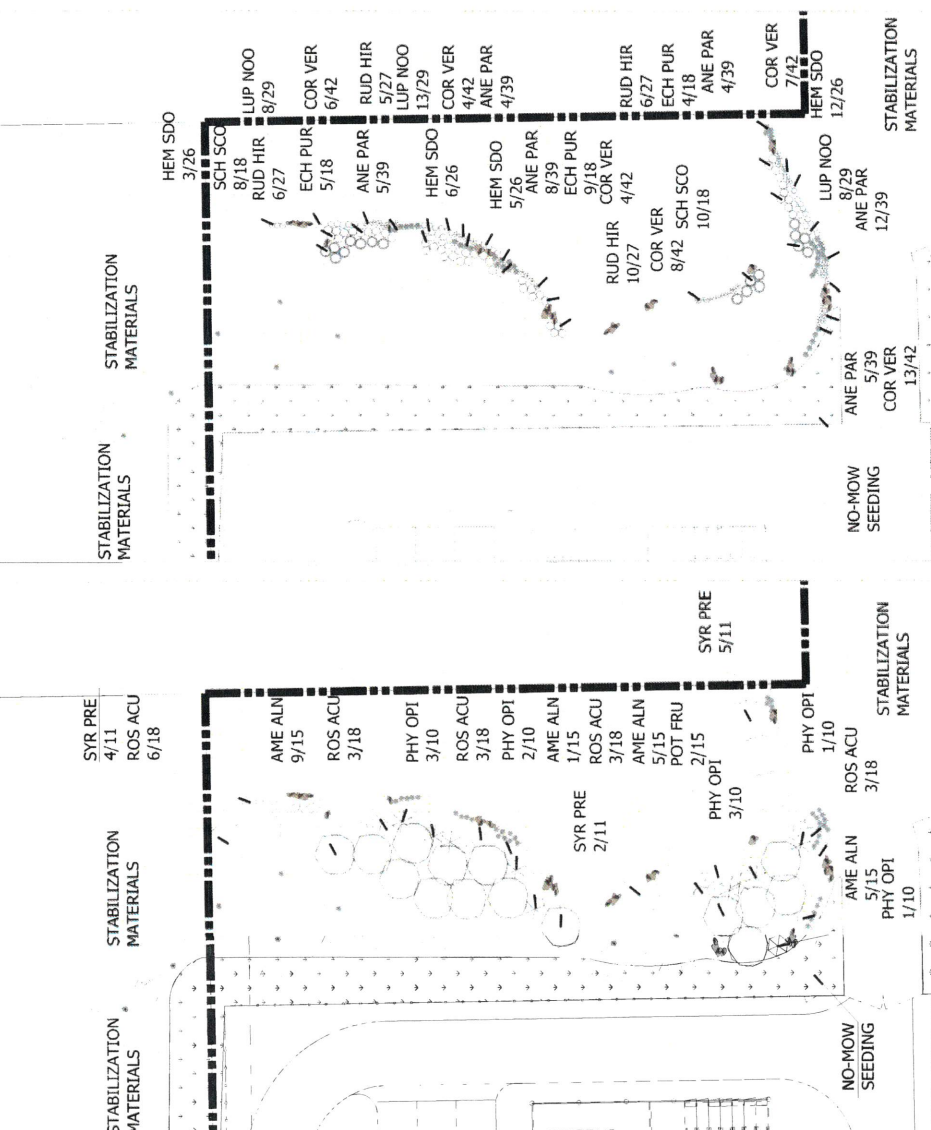 HEM SDO
3/26
SCH SCO
8/18
RUD HIR
6/27
LUP NOO
8/29
ECH PUR
5/18
COR VER
6/42
ANE PAR
5/39
RUD HIR
5/27
LUP NOO
13/29
HEM SDO
6/26
COR VER
4/42
ANE PAR
4/39
HEM SDO
5/26
ANE PAR
8/39
ECH PUR
9/18
COR VER
4/42
RUD HIR
10/27
COR VER
8/42
SCH SCO
10/18
RUD HIR
6/27
ECH PUR
4/18
ANE PAR
4/39
COR VER
7/42
HEM SDO
12/26
STABILIZATION
MATERIALS
LUP NOO
8/29
ANE PAR
12/39
STABILIZATION
MATERIALS
STABILIZATION
MATERIALS
ANE PAR
5/39
COR VER
13/42
NO-MOW
SEEDING
SYR PRE
4/11
ROS ACU
6/18
AME ALN
9/15
ROS ACU
3/18
PHY OPI
3/10
ROS ACU
3/18
PHY OPI
2/10
AME ALN
1/15
ROS ACU
3/18
AME ALN
5/15
POT FRU
2/15
SYR PRE
5/11
PHY OPI
3/10
SYR PRE
2/11
PHY OPI
1/10
ROS ACU
3/18
STABILIZATION
MATERIALS
STABILIZATION
MATERIALS
AME ALN
5/15
PHY OPI
1/10
STABILIZATION
MATERIALS
NO-MOW
SEEDING